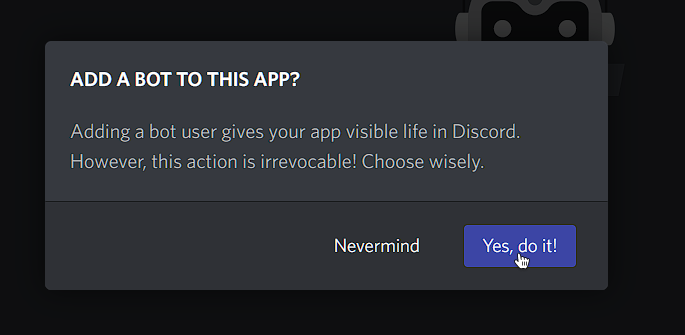 ADD A BOT TO THIS APP?
Adding a bot user gives your app visible life in Discord.
However, this action is irrevocable! Choose wisely.
Nevermind
Yes, do it!